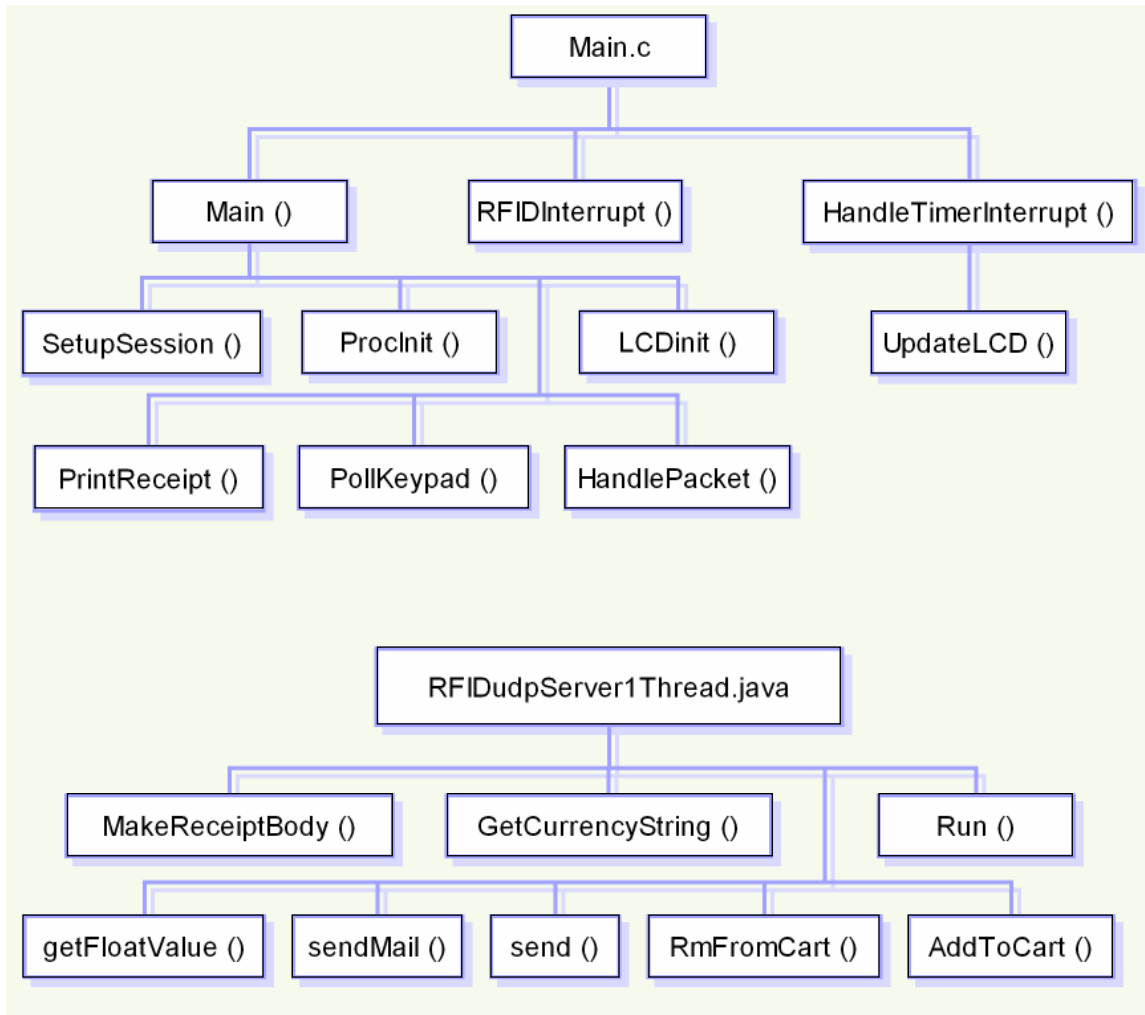 Main.c
Main ()
RFIDInterrupt ()
HandleTimerInterrupt ()
SetupSession ()
ProcInit ()
LCDinit ()
UpdateLCD ()
PrintReceipt ()
PollKeypad ()
HandlePacket ()
RFIDudpServer1Thread.java
MakeReceiptBody ()
GetCurrencyString ()
Run ()
getFloatValue ()
sendMail ()
send ()
RmFromCart ()
AddToCart ()